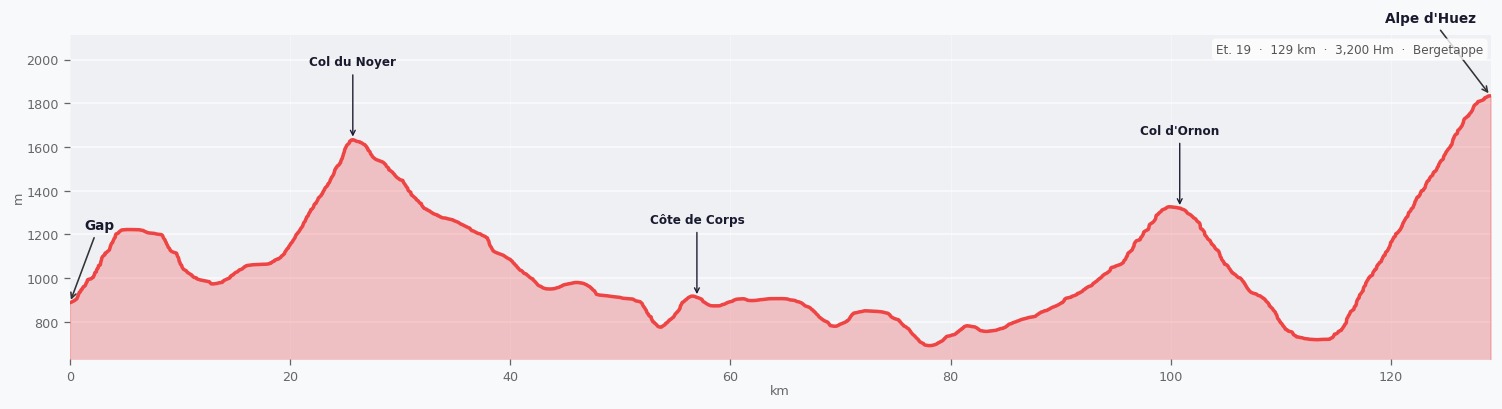 Alpe d'Huez
Et. 19 · 129 km · 3,200 Hm · Bergetappe
Col du Noyer
Col d'Ornon
Côte de Corps
Gap
m
2000
1800
1600
1400
1200
1000
800
0 20 40 60 80 100 120
km